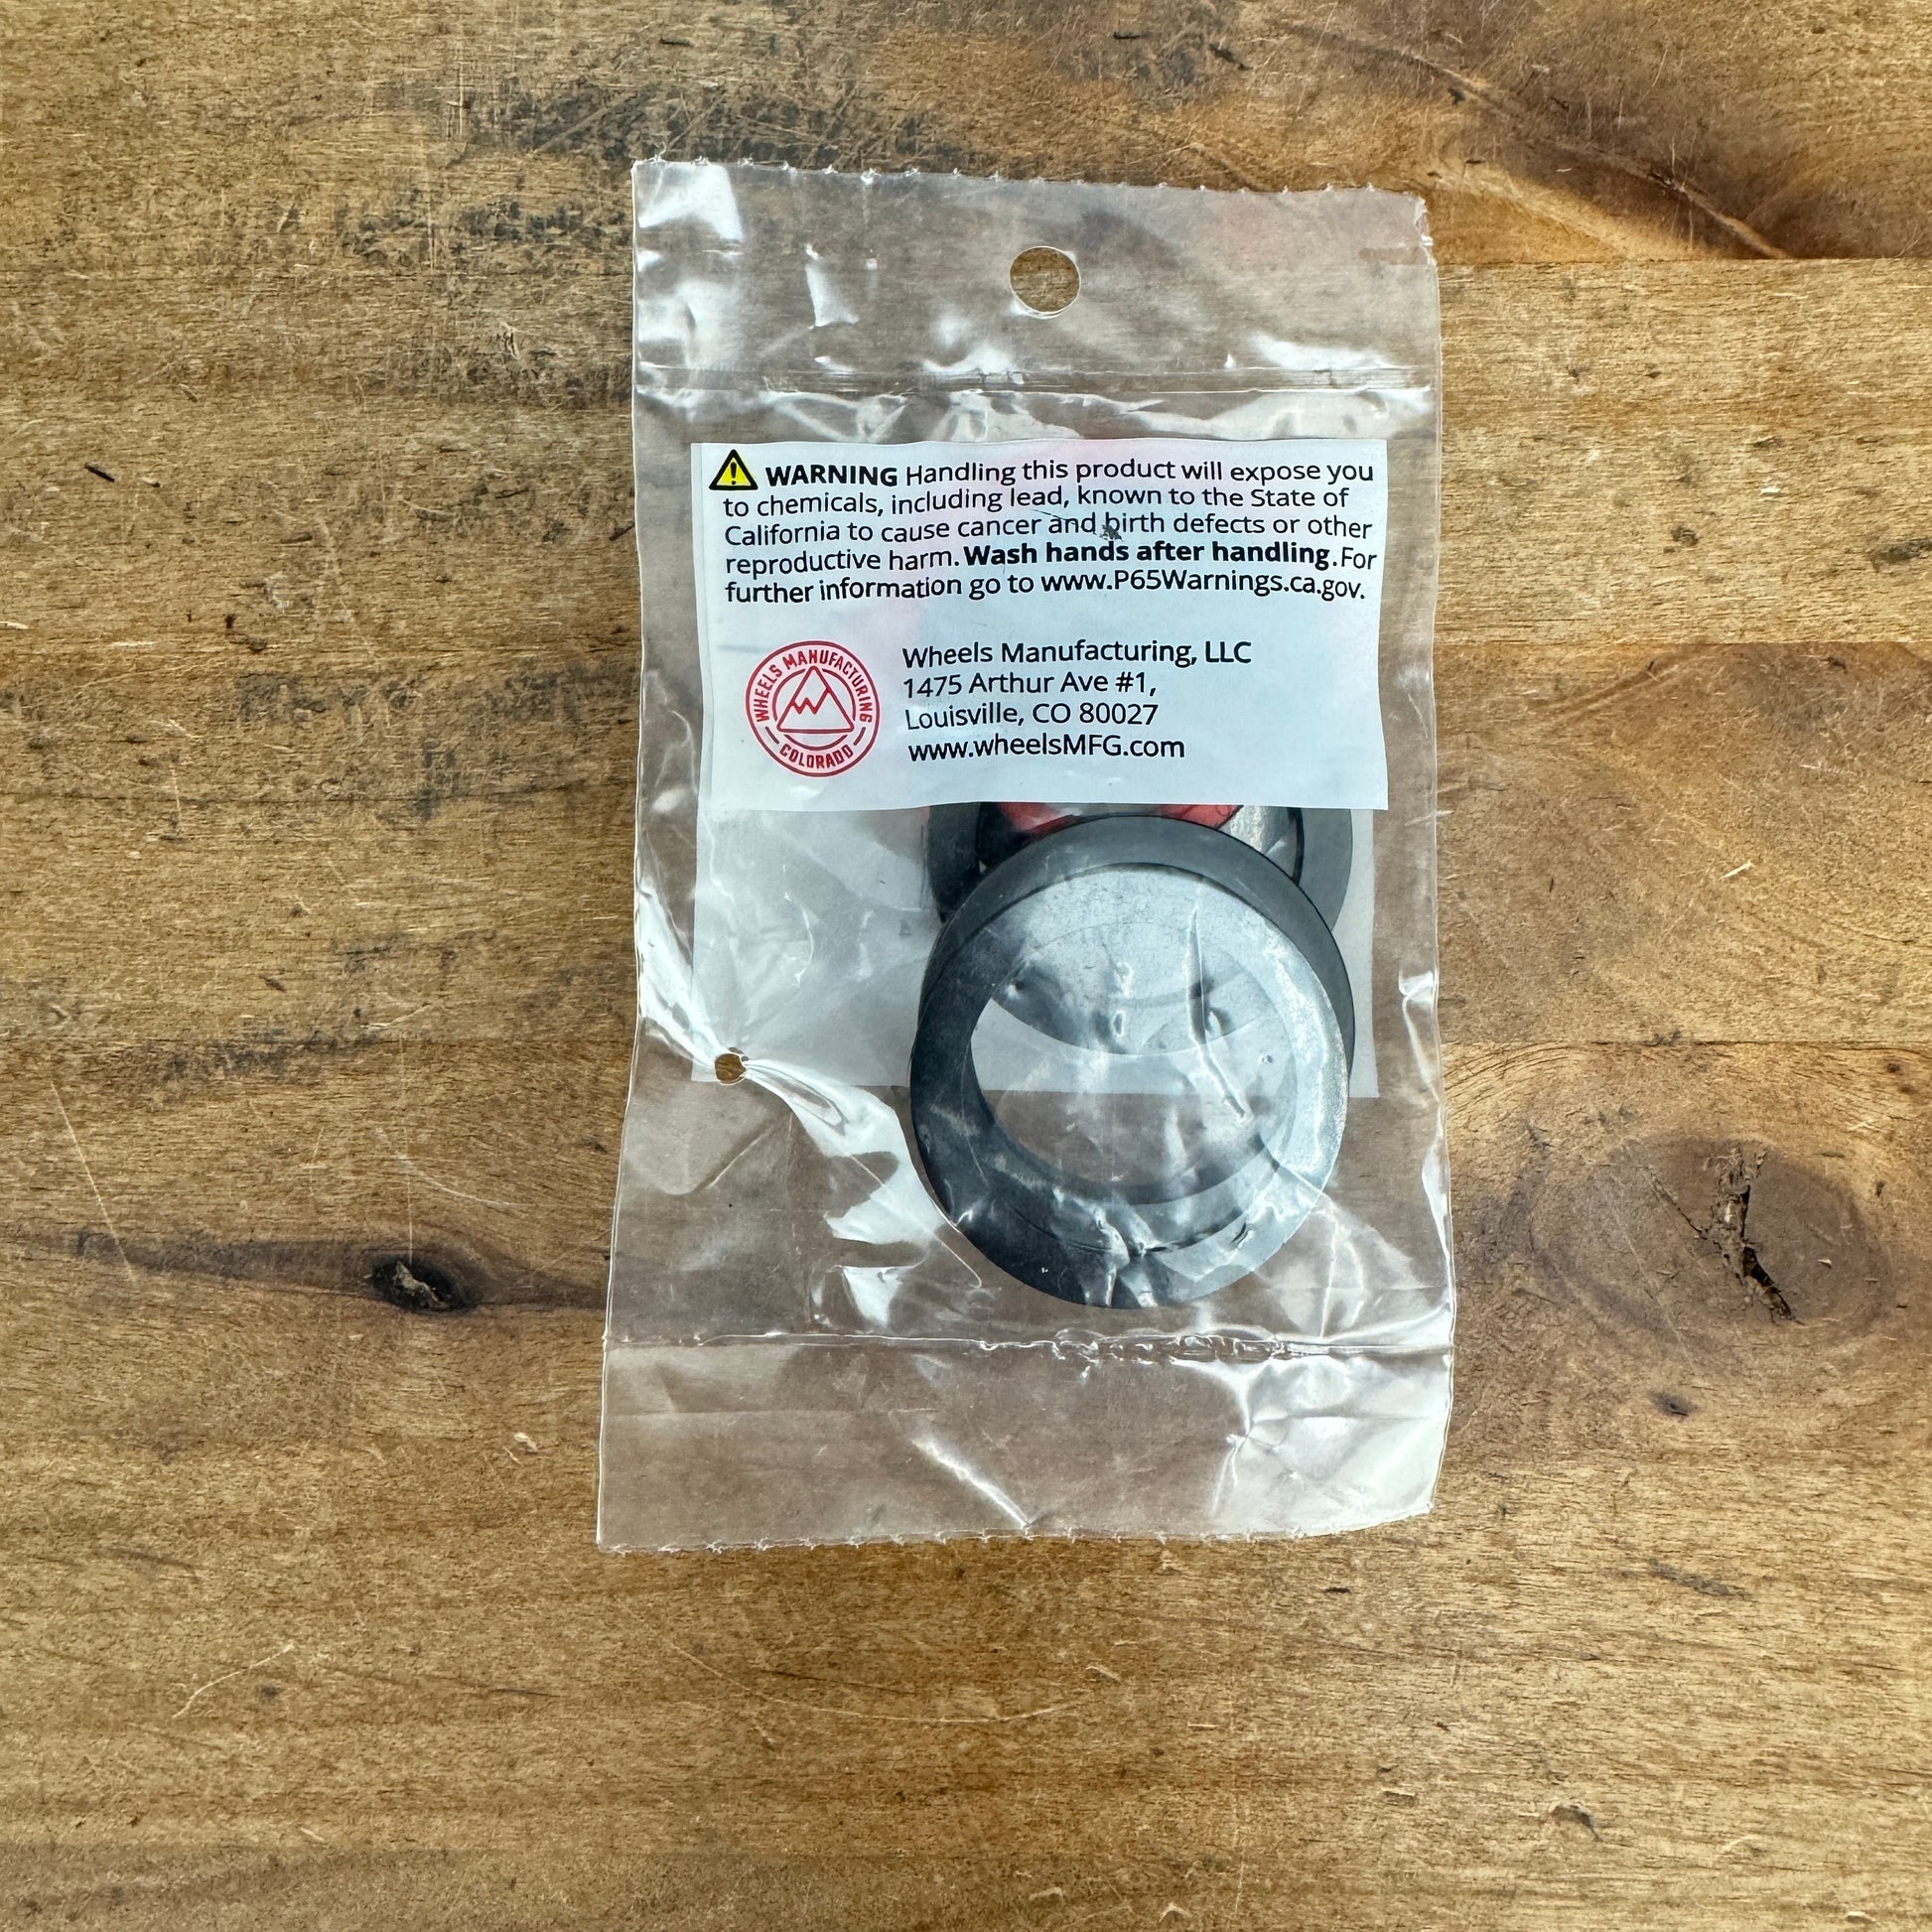 WARNING Handling this product will expose you
to chemicals, including lead, known to the State of
California to cause cancer and birth defects or other
reproductive harm. Wash hands after handling. For
further information go to www.P65Warnings.ca.gov.
WHEELS MANUFACTURING
COLORADO
Wheels Manufacturing, LLC
1475 Arthur Ave #1,
Louisville, CO 80027
www.wheelsMFG.com